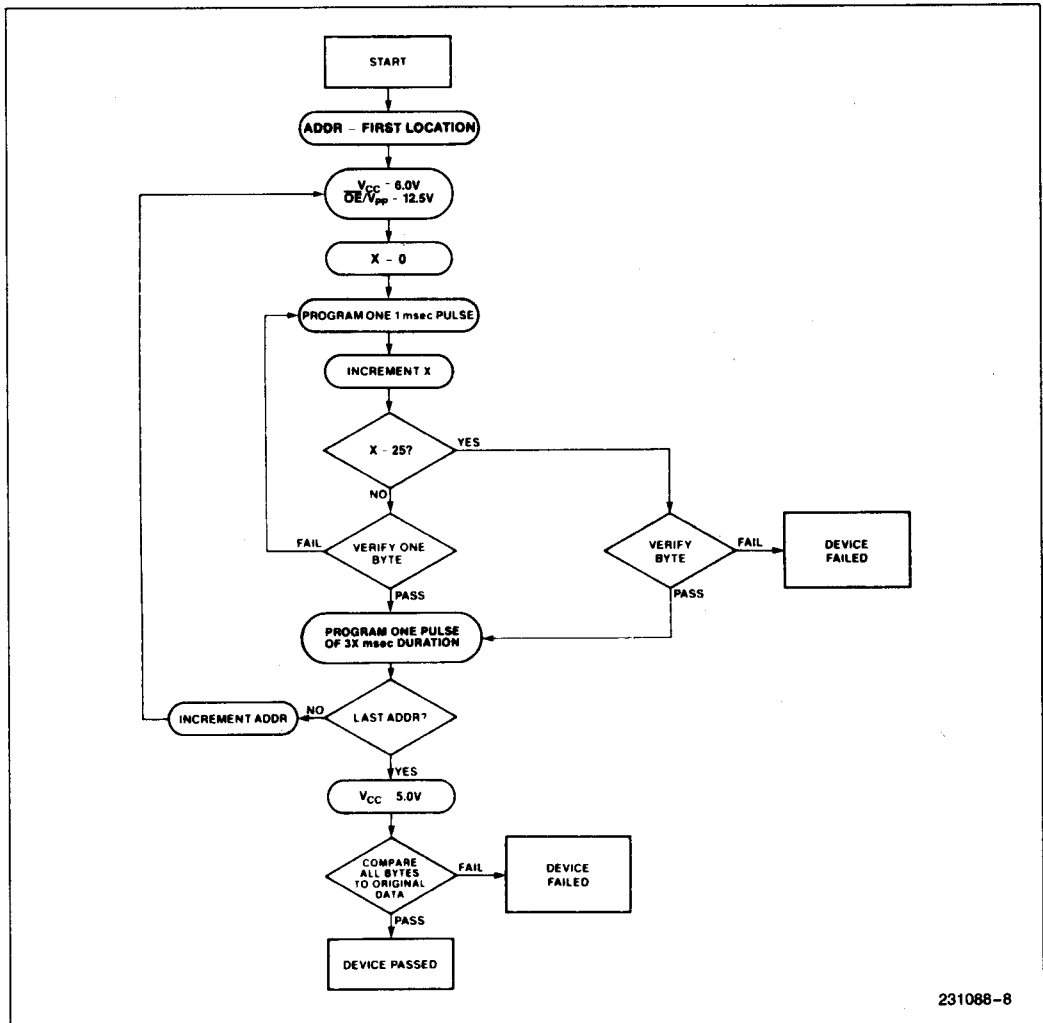 START
ADDR – FIRST LOCATION
VCC – 6.0V
OE/VPP – 12.5V
X – 0
PROGRAM ONE 1 msec PULSE
INCREMENT X
X – 25?
YES
NO
VERIFY ONE
BYTE
FAIL
PASS
VERIFY
BYTE
FAIL
PASS
DEVICE
FAILED
PROGRAM ONE PULSE
OF 3X msec DURATION
LAST ADDR?
NO
INCREMENT ADDR
YES
VCC 5.0V
COMPARE
ALL BYTES
TO ORIGINAL
DATA
FAIL
DEVICE
FAILED
PASS
DEVICE PASSED
231088–8